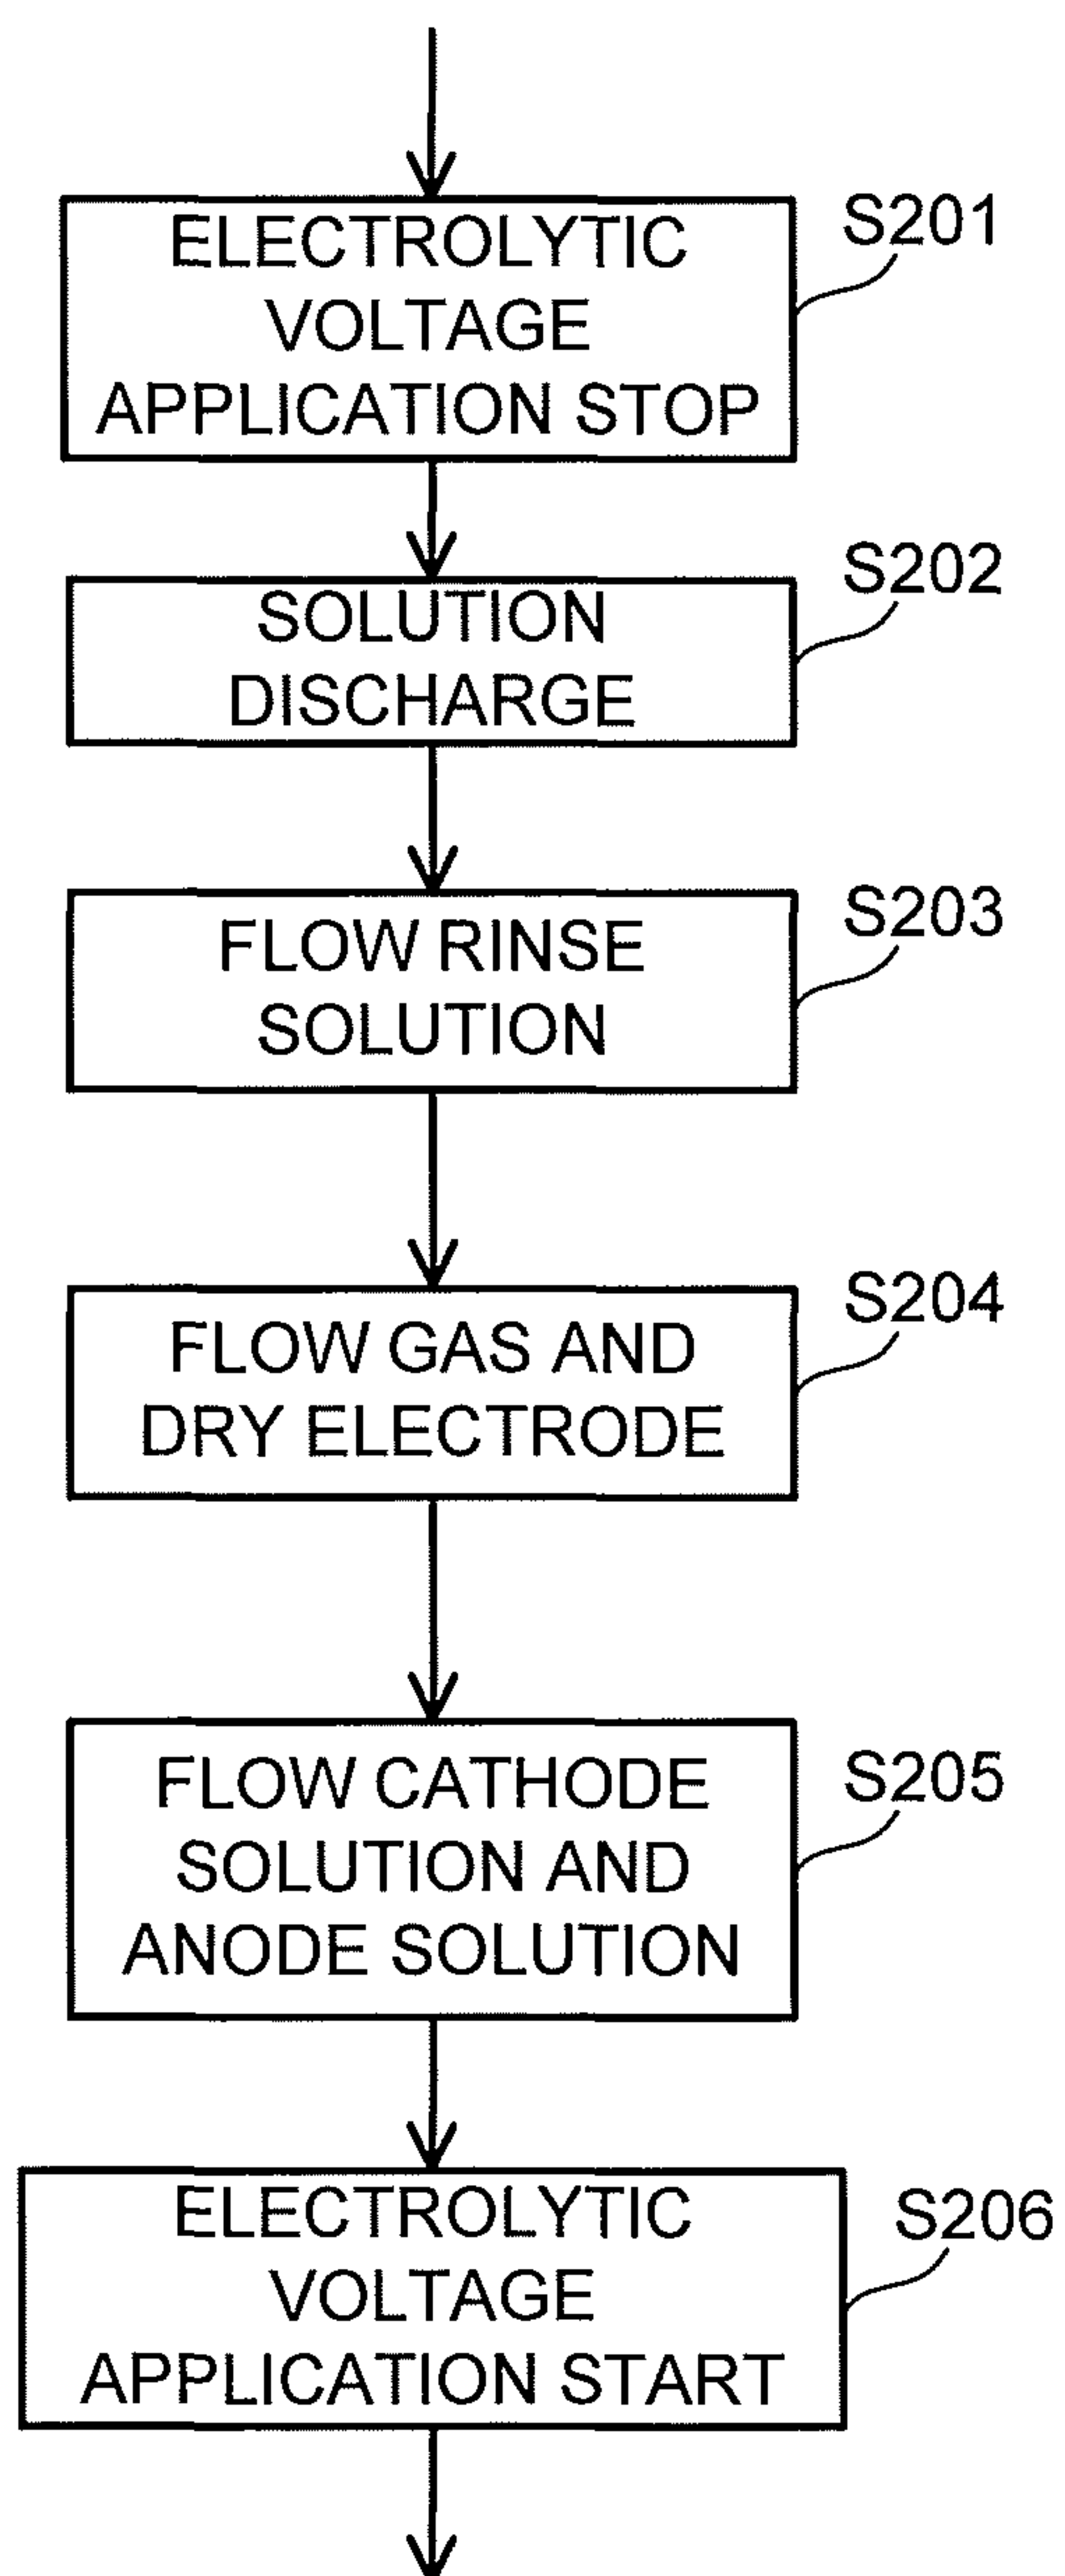 ELECTROLYTIC
VOLTAGE
APPLICATION STOP
S201
SOLUTION
DISCHARGE
S202
FLOW RINSE
SOLUTION
S203
FLOW GAS AND
DRY ELECTRODE
S204
FLOW CATHODE
SOLUTION AND
ANODE SOLUTION
S205
ELECTROLYTIC
VOLTAGE
APPLICATION START
S206